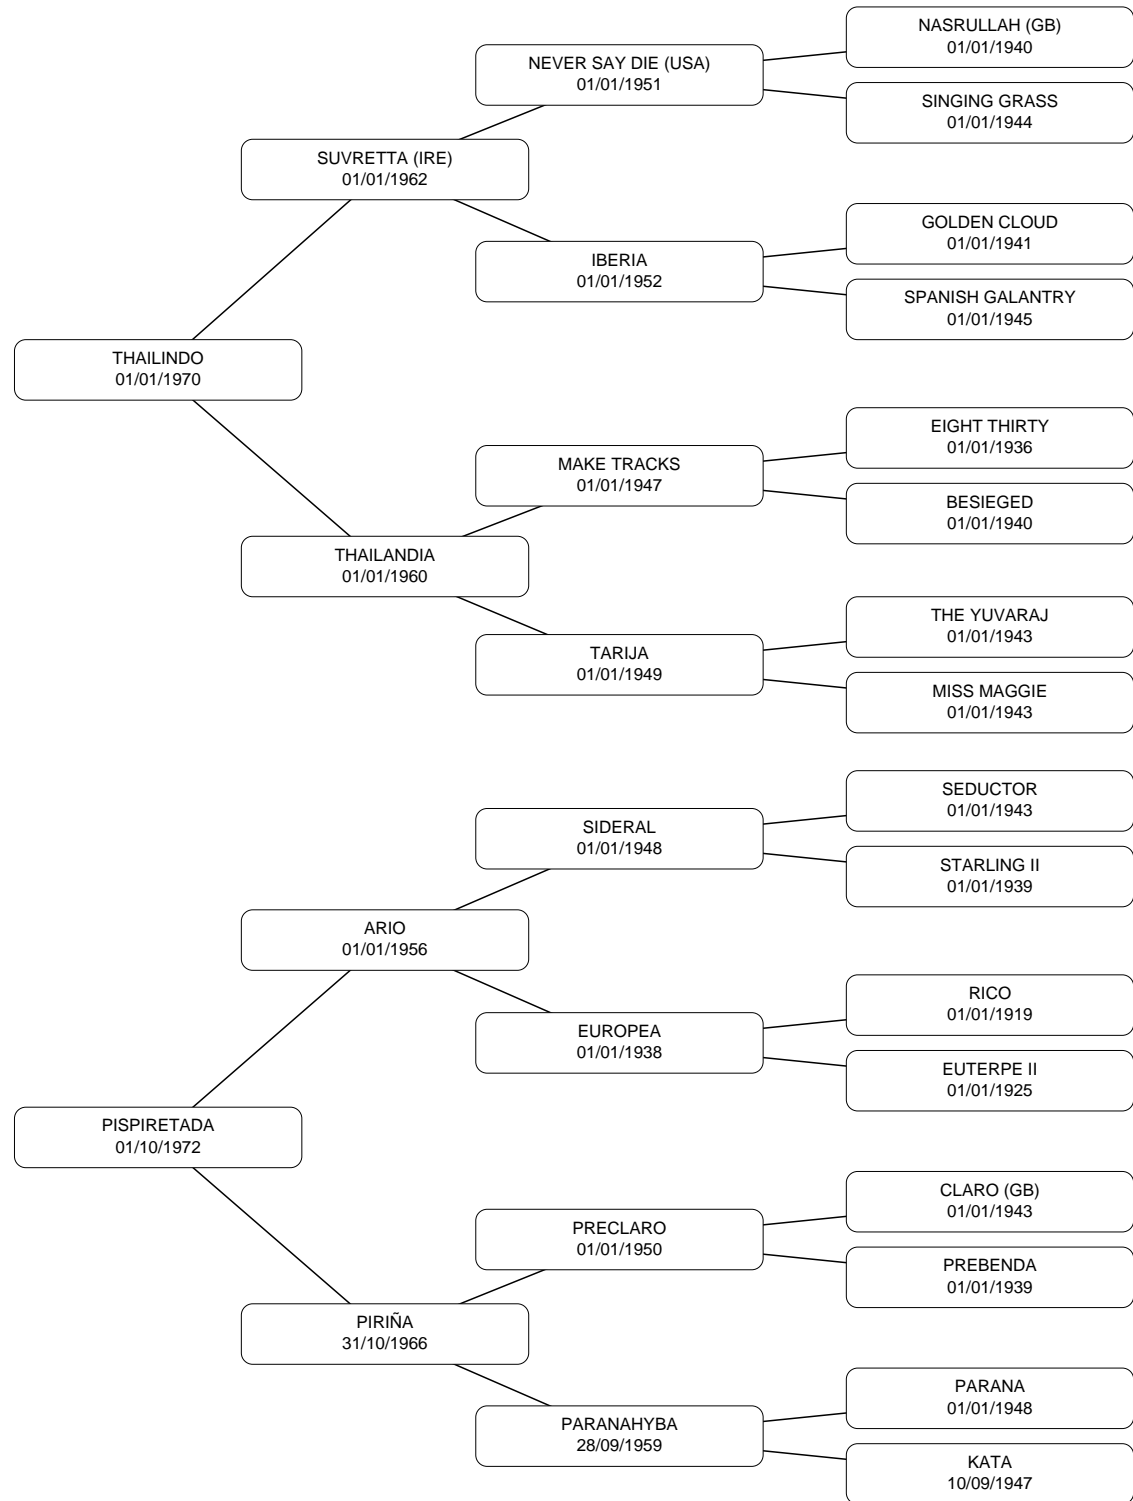 NASRULLAH (GB)
01/01/1940
NEVER SAY DIE (USA)
01/01/1951
SINGING GRASS
01/01/1944
SUVRETTA (IRE)
01/01/1962
GOLDEN CLOUD
01/01/1941
IBERIA
01/01/1952
SPANISH GALANTRY
01/01/1945
THAILINDO
01/01/1970
EIGHT THIRTY
01/01/1936
MAKE TRACKS
01/01/1947
BESIEGED
01/01/1940
THAILANDIA
01/01/1960
THE YUVARAJ
01/01/1943
TARIJA
01/01/1949
MISS MAGGIE
01/01/1943
SEDUCTOR
01/01/1943
SIDERAL
01/01/1948
STARLING II
01/01/1939
ARIO
01/01/1956
RICO
01/01/1919
EUROPEA
01/01/1938
EUTERPE II
01/01/1925
PISPIRETADA
01/10/1972
CLARO (GB)
01/01/1943
PRECLARO
01/01/1950
PREBENDA
01/01/1939
PIRIÑA
31/10/1966
PARANA
01/01/1948
PARANAHYBA
28/09/1959
KATA
10/09/1947